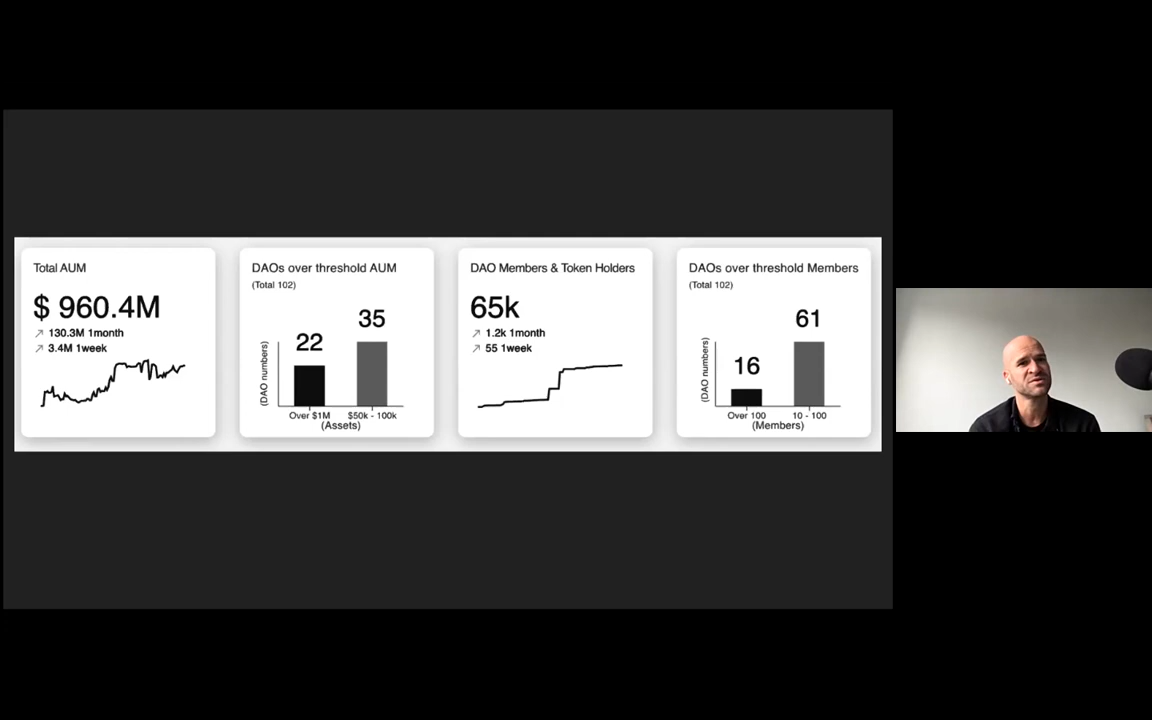 Total AUM
$ 960.4M
↗ 130.3M 1month
↗ 3.4M 1week
DAOs over threshold AUM
(Total 102)
22
35
(DAO numbers)
Over $1M
$50k - 100k
(Assets)
DAO Members & Token Holders
65k
↗ 1.2k 1month
↗ 55 1week
DAOs over threshold Members
(Total 102)
16
61
(DAO numbers)
Over 100
10 - 100
(Members)